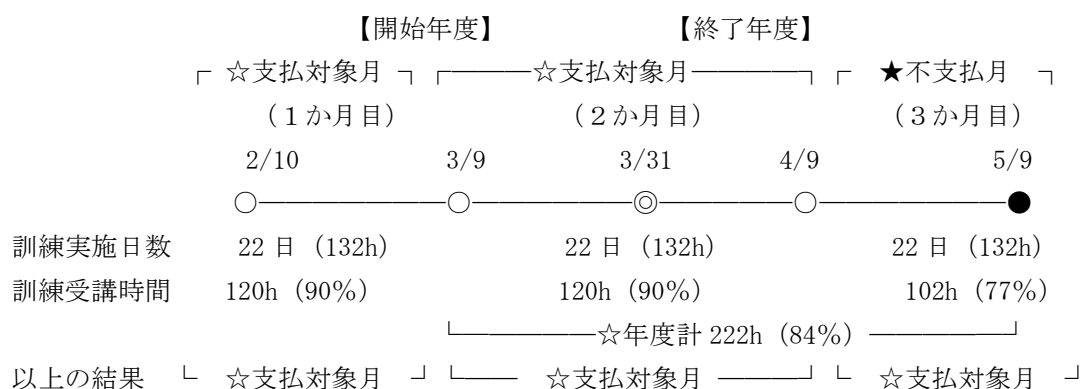 【開始年度】 【終了年度】
┌ ☆支払対象月 ┐┌―――☆支払対象月――――┐┌ ★不支払月 ┐
(1か月目) (2か月目) (3か月目)
2/10 3/9 3/31 4/9 5/9
○――――――○―――――◎――――○――――――●
訓練実施日数 22日(132h) 22日(132h) 22日(132h)
訓練受講時間 120h(90%) 120h(90%) 102h(77%)
└―――――☆年度計222h(84%)―――――┘
以上の結果 └ ☆支払対象月 ┘└―― ☆支払対象月 ―――┘└ ☆支払対象月 ┘